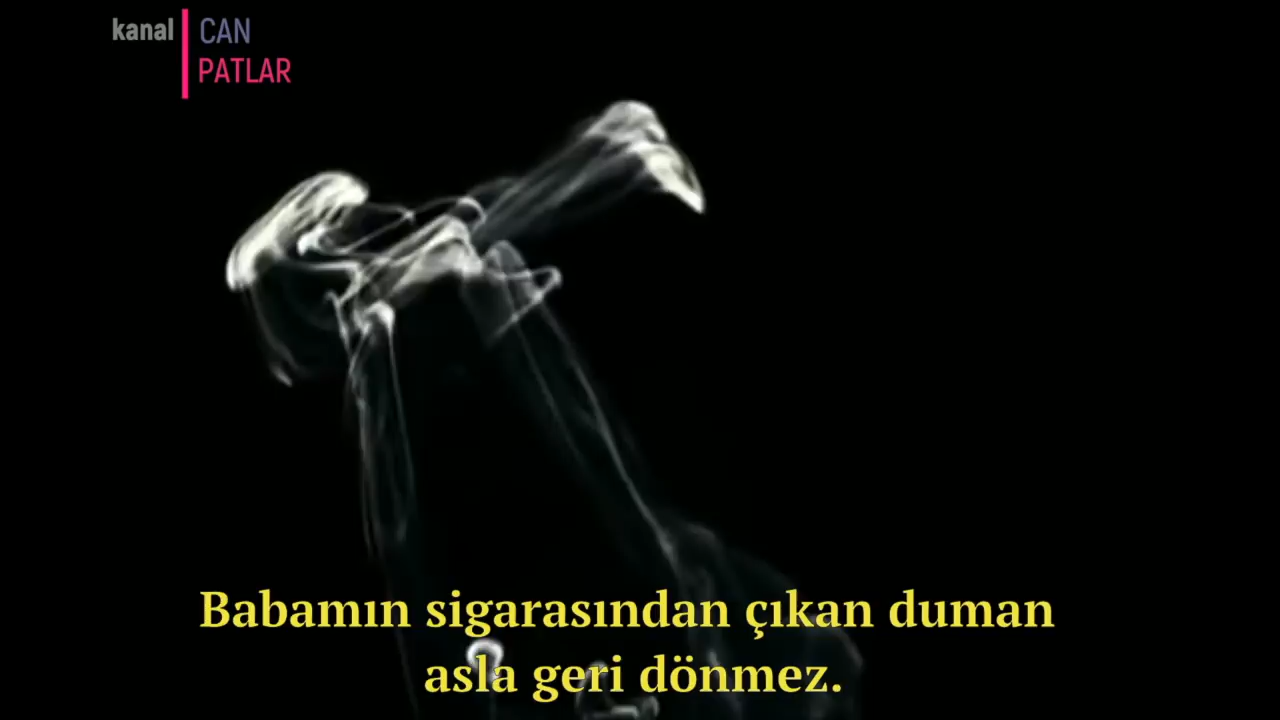 kanal
CAN
PATLAR
Babamın sigarasından çıkan duman
asla geri dönmez.